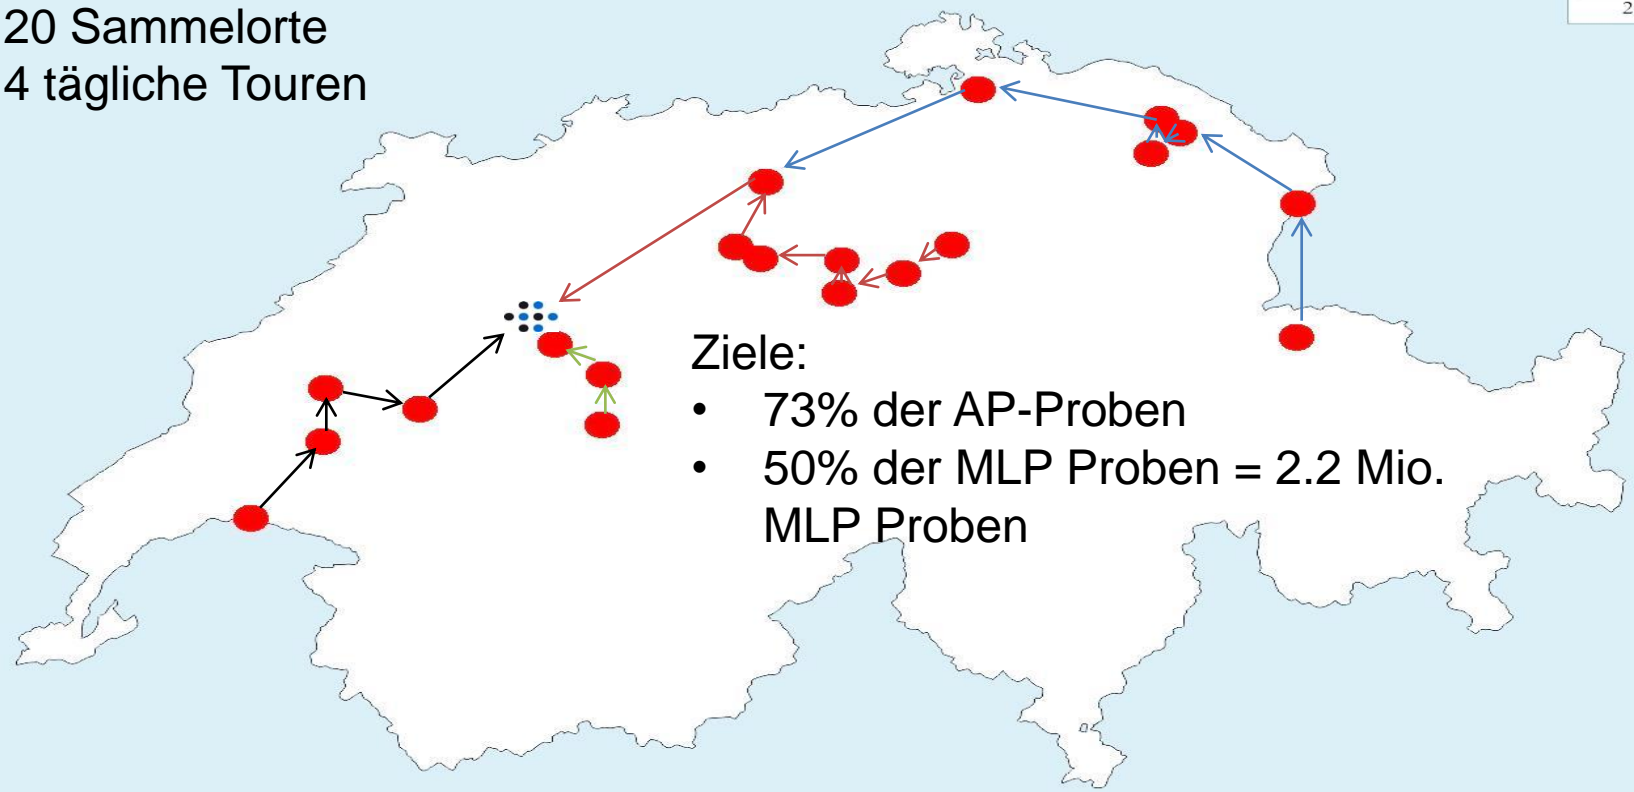 20 Sammelorte
4 tägliche Touren
2
Ziele:
• 73% der AP-Proben
• 50% der MLP Proben = 2.2 Mio.
MLP Proben